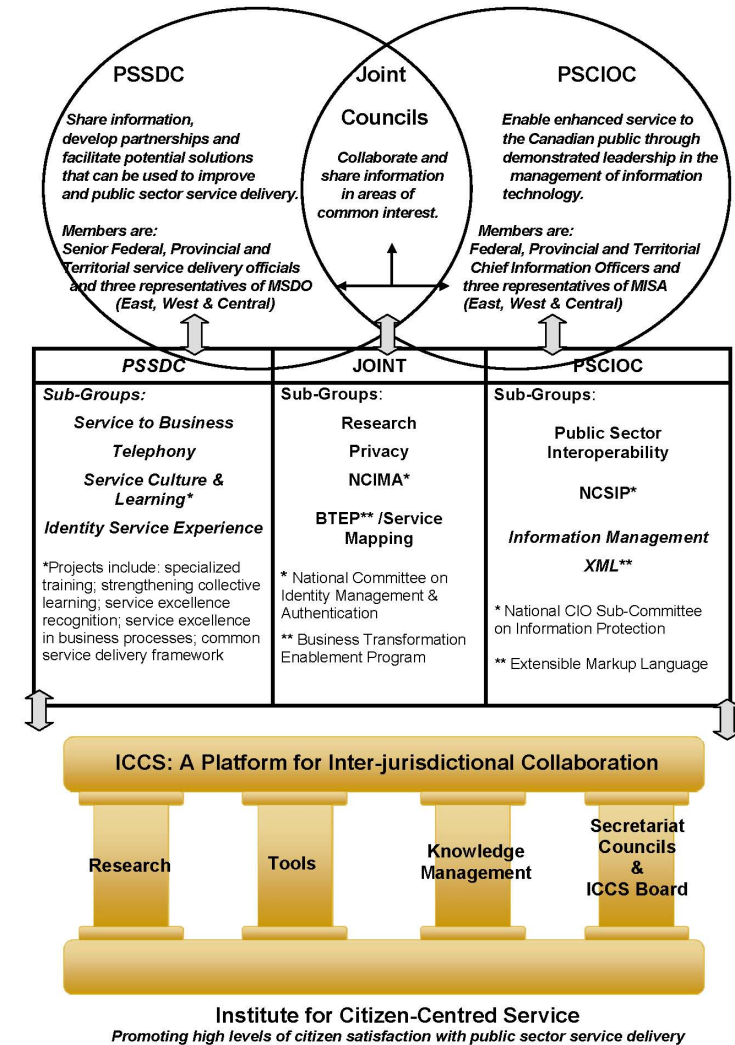 PSSDC
Share information,
develop partnerships and
facilitate potential solutions
that can be used to improve
and public sector service delivery.
Members are:
Senior Federal, Provincial and
Territorial service delivery officials
and three representatives of MSDO
(East, West & Central)
Joint
Councils
Collaborate and
share information
in areas of
common interest.
PSCIOC
Enable enhanced service to
the Canadian public through
demonstrated leadership in the
management of information
technology.
Members are:
Federal, Provincial and Territorial
Chief Information Officers and
three representatives of MISA
(East, West & Central)
PSSDC
Sub-Groups:
Service to Business
Telephony
Service Culture &
Learning*
Identity Service Experience
*Projects include: specialized
training; strengthening collective
learning; service excellence
recognition; service excellence
in business processes; common
service delivery framework
JOINT
Sub-Groups:
Research
Privacy
NCIMA*
BTEP** /Service
Mapping
* National Committee on
Identity Management &
Authentication
** Business Transformation
Enablement Program
PSCIOC
Sub-Groups:
Public Sector
Interoperability
NCSIP*
Information Management
XML**
* National CIO Sub-Committee
on Information Protection
** Extensible Markup Language
ICCS: A Platform for Inter-jurisdictional Collaboration
Research
Tools
Knowledge
Management
Secretariat
Councils
&
ICCS Board
Institute for Citizen-Centred Service
Promoting high levels of citizen satisfaction with public sector service delivery